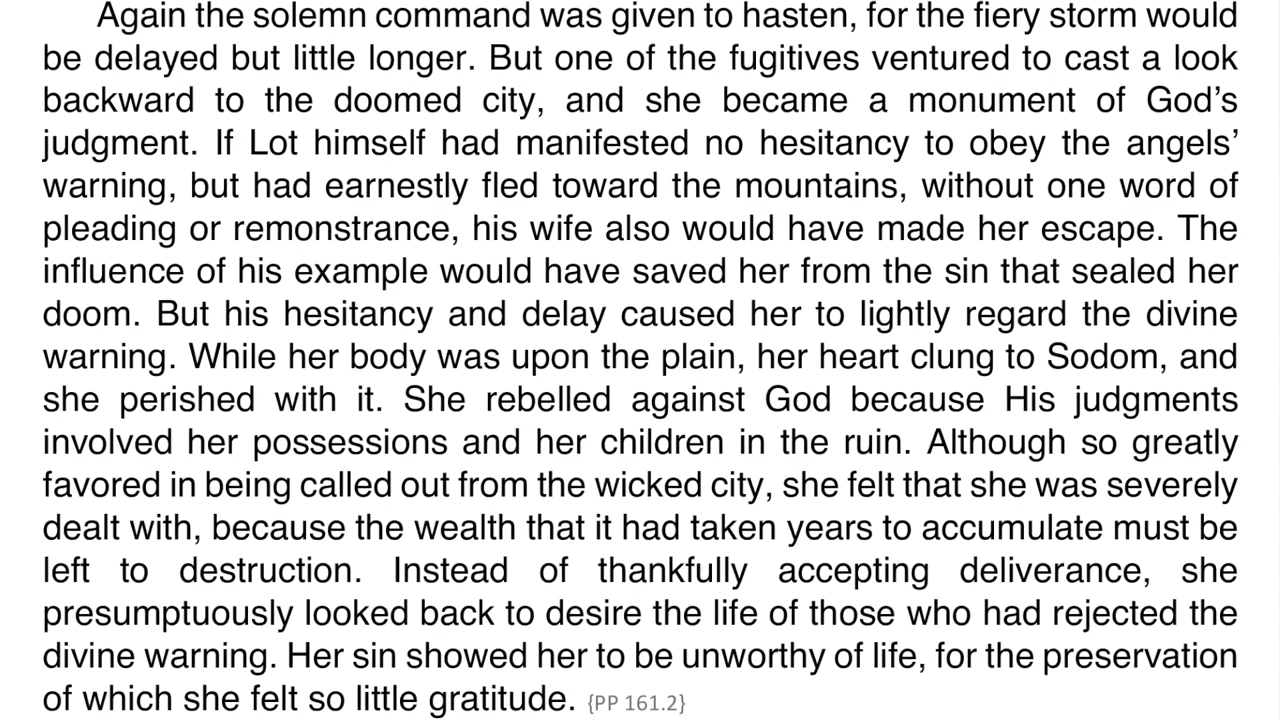 Again the solemn command was given to hasten, for the fiery storm would
be delayed but little longer. But one of the fugitives ventured to cast a look
backward to the doomed city, and she became a monument of God’s
judgment. If Lot himself had manifested no hesitancy to obey the angels’
warning, but had earnestly fled toward the mountains, without one word of
pleading or remonstrance, his wife also would have made her escape. The
influence of his example would have saved her from the sin that sealed her
doom. But his hesitancy and delay caused her to lightly regard the divine
warning. While her body was upon the plain, her heart clung to Sodom, and
she perished with it. She rebelled against God because His judgments
involved her possessions and her children in the ruin. Although so greatly
favored in being called out from the wicked city, she felt that she was severely
dealt with, because the wealth that it had taken years to accumulate must be
left to destruction. Instead of thankfully accepting deliverance, she
presumptuously looked back to desire the life of those who had rejected the
divine warning. Her sin showed her to be unworthy of life, for the preservation
of which she felt so little gratitude. {PP 161.2}